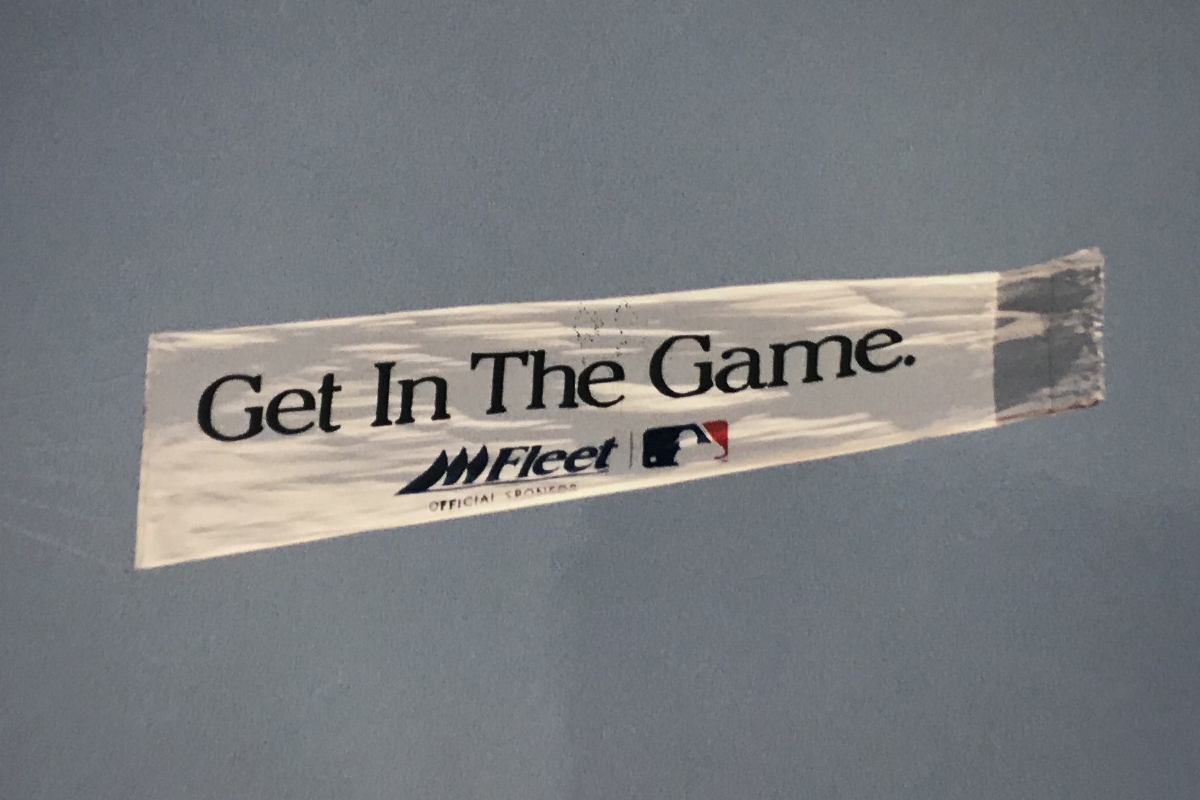 Get In The Game.
Fleet
OFFICIAL SPONSOR